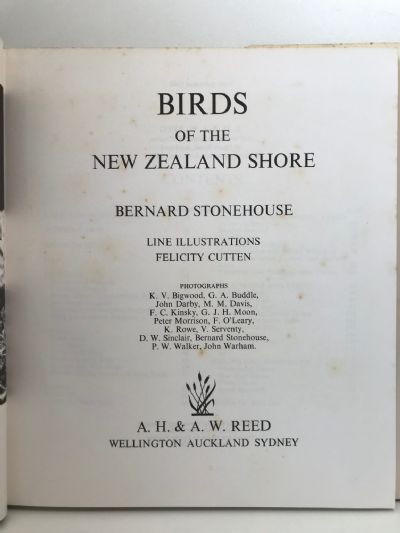 BIRDS
OF THE
NEW ZEALAND SHORE
BERNARD STONEHOUSE
LINE ILLUSTRATIONS
FELICITY CUTTEN
PHOTOGRAPHS
K. V. Bigwood, G. A. Buddle,
John Darby, M. M. Davis,
F. C. Kinsky, G. J. H. Moon,
Peter Morrison, F. O'Leary,
K. Rowe, V. Serventy,
D. W. Sinclair, Bernard Stonehouse,
P. W. Walker, John Warham.
A. H. & A. W. REED
WELLINGTON AUCKLAND SYDNEY